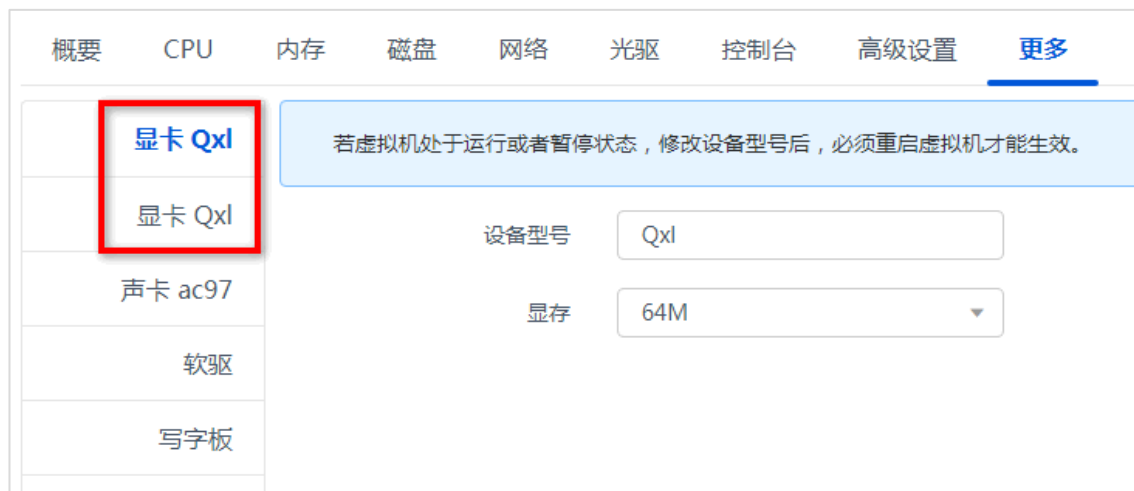 概要 CPU 内存 磁盘 网络 光驱 控制台 高级设置 更多
显卡 Qxl
若虚拟机处于运行或者暂停状态，修改设备型号后，必须重启虚拟机才能生效。
显卡 Qxl
设备型号 Qxl
声卡 ac97
显存 64M
软驱
写字板